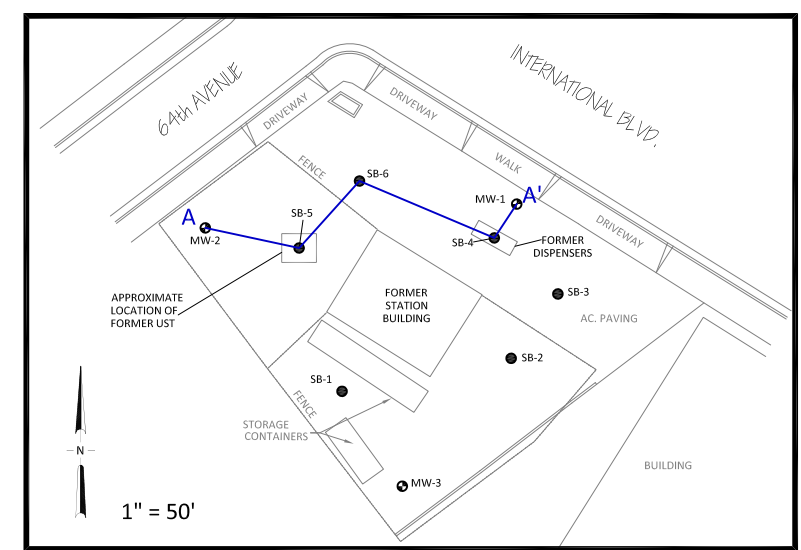 INTERNATIONAL BLVD.
64th AVENUE
DRIVEWAY
DRIVEWAY
WALK
DRIVEWAY
FENCE
SB-6
MW-1
A'
A
MW-2
SB-5
SB-4
FORMER
DISPENSERS
APPROXIMATE
LOCATION OF
FORMER UST
FORMER
STATION
BUILDING
SB-3
AC. PAVING
SB-2
SB-1
FENCE
STORAGE
CONTAINERS
MW-3
BUILDING
N
1" = 50'